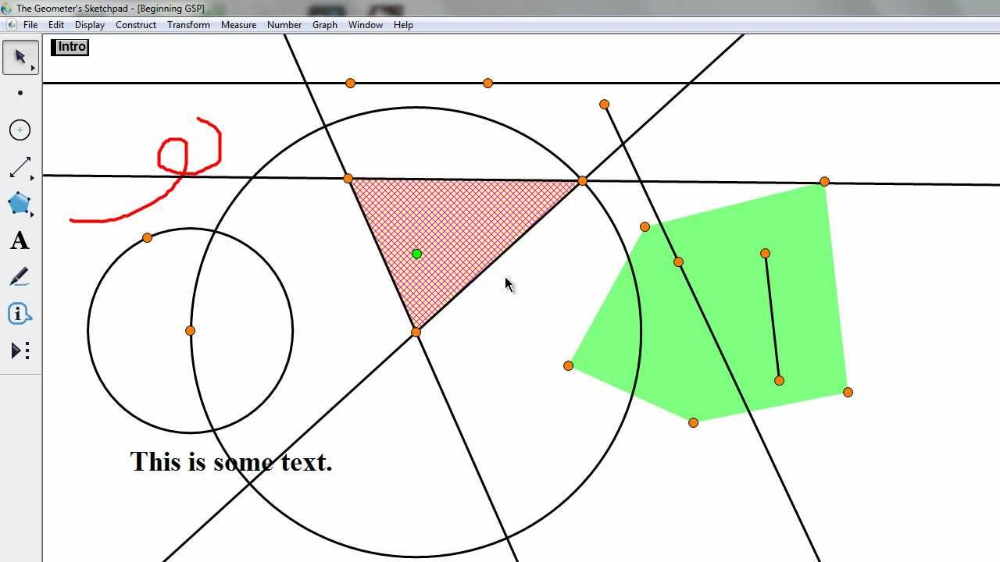 The Geometer's Sketchpad - [Beginning GSP]
File Edit Display Construct Transform Measure Number Graph Window Help
Intro
A
i
This is some text.